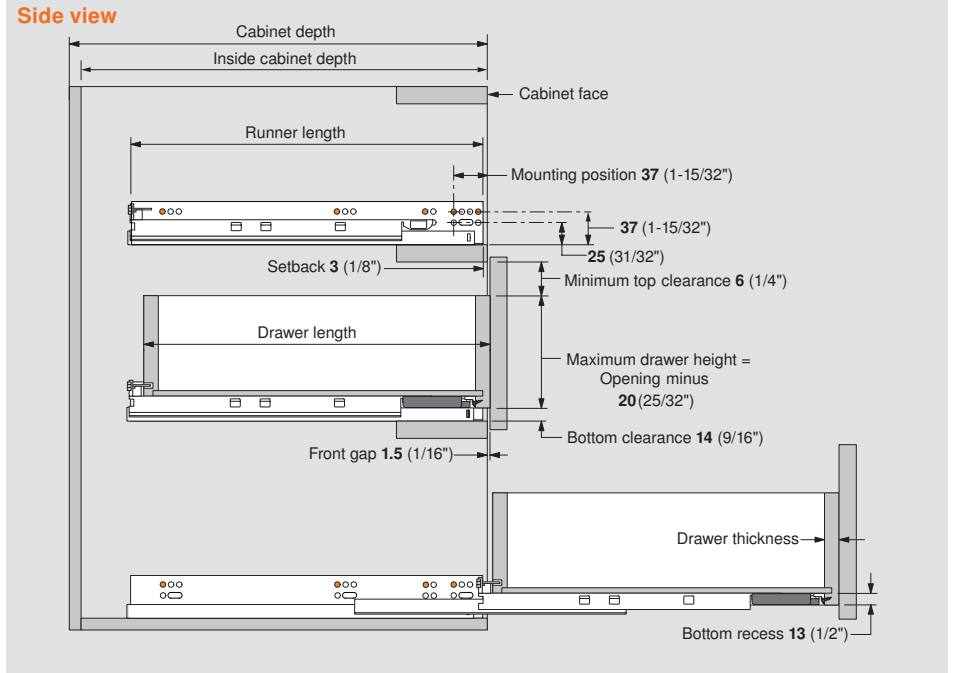 Side view
Cabinet depth
Inside cabinet depth
Cabinet face
Runner length
Mounting position 37 (1-15/32")
37 (1-15/32")
25 (31/32")
Setback 3 (1/8")
Minimum top clearance 6 (1/4")
Drawer length
Maximum drawer height =
Opening minus
20 (25/32")
Bottom clearance 14 (9/16")
Front gap 1.5 (1/16")
Drawer thickness
Bottom recess 13 (1/2")